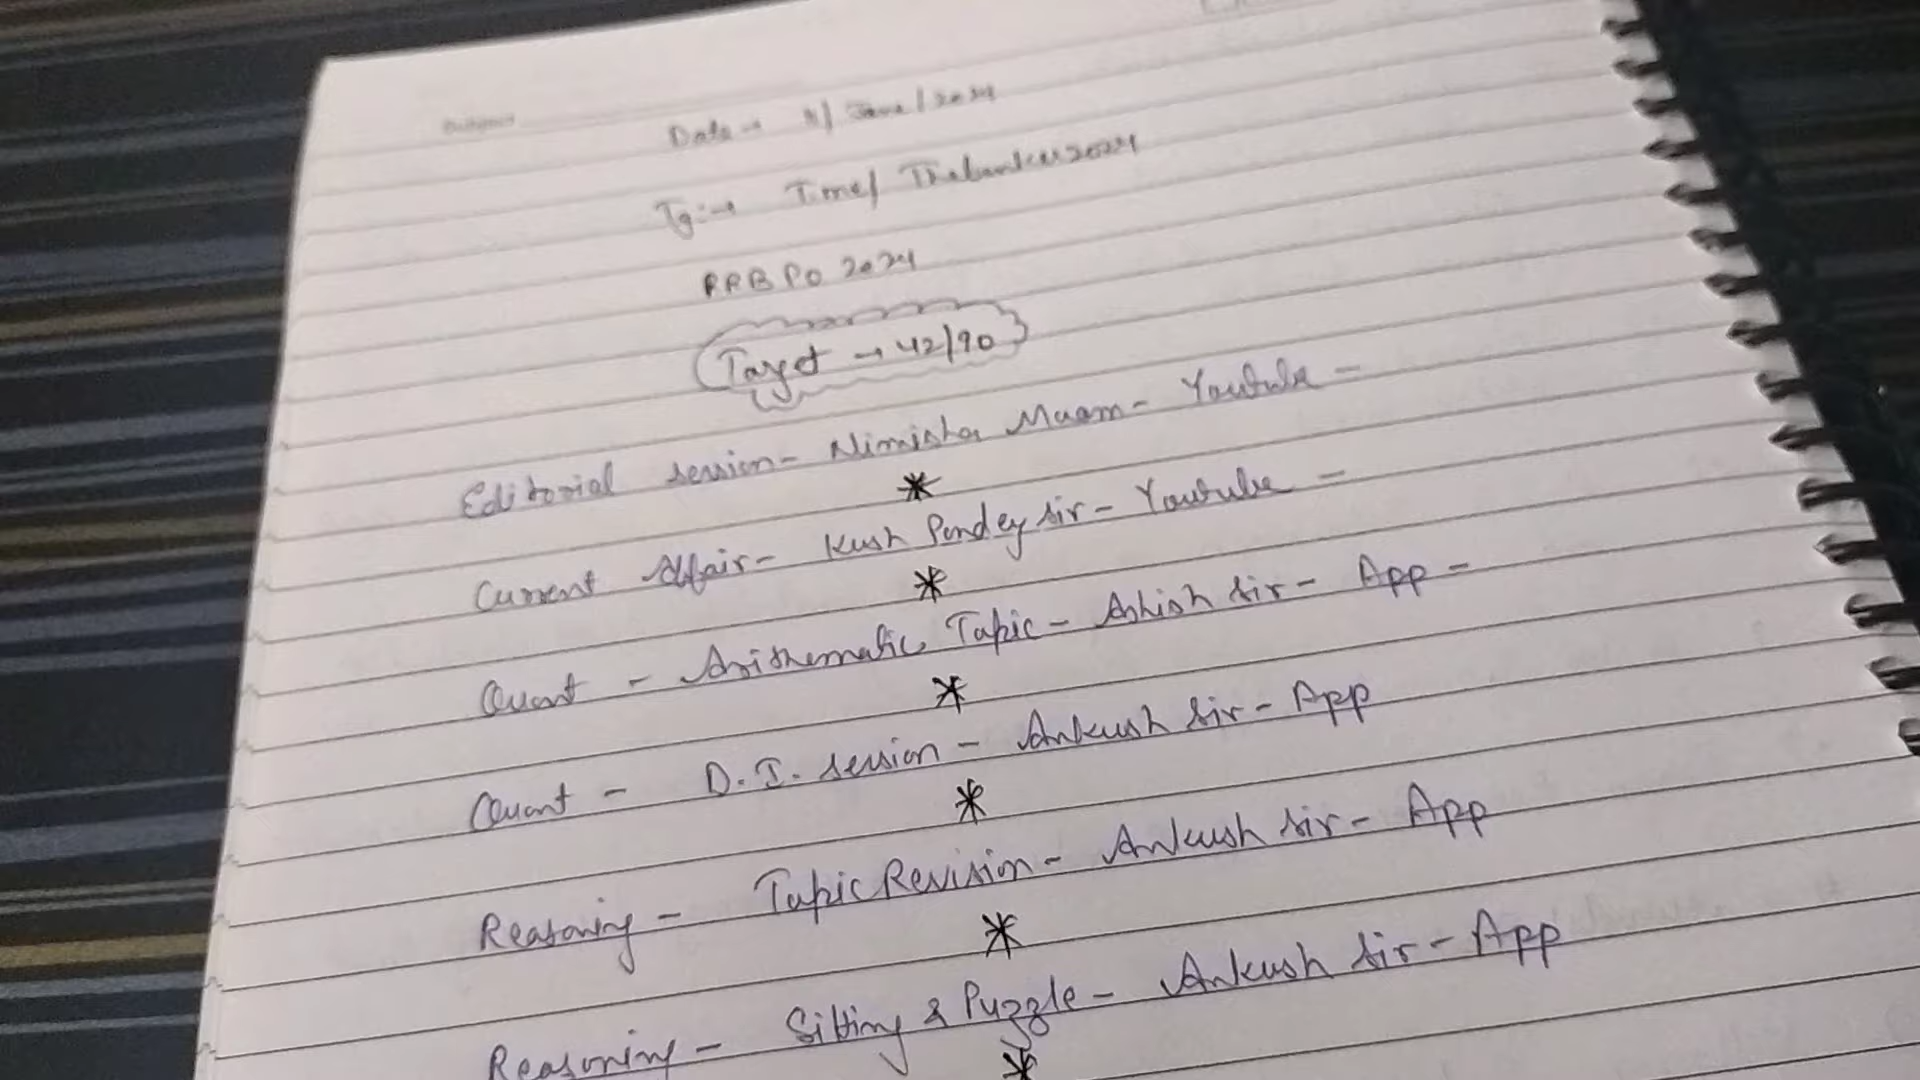 Date → /June/2024
Tg:→ Time/ Thebanker2024
RRB PO 2024
Target → 42/90
Editorial session - Nimisha Maam - Youtube -
*
Current Affair - Kush Pandey sir - Youtube -
*
Quant - Arithematic Topic - Ashish sir - App -
*
Quant - D.I. session - Ankush sir - App
*
Reasoning - Topic Revision - Ankush sir - App
*
Reasoning - Sitting & Puzzle - Ankush sir - App
*